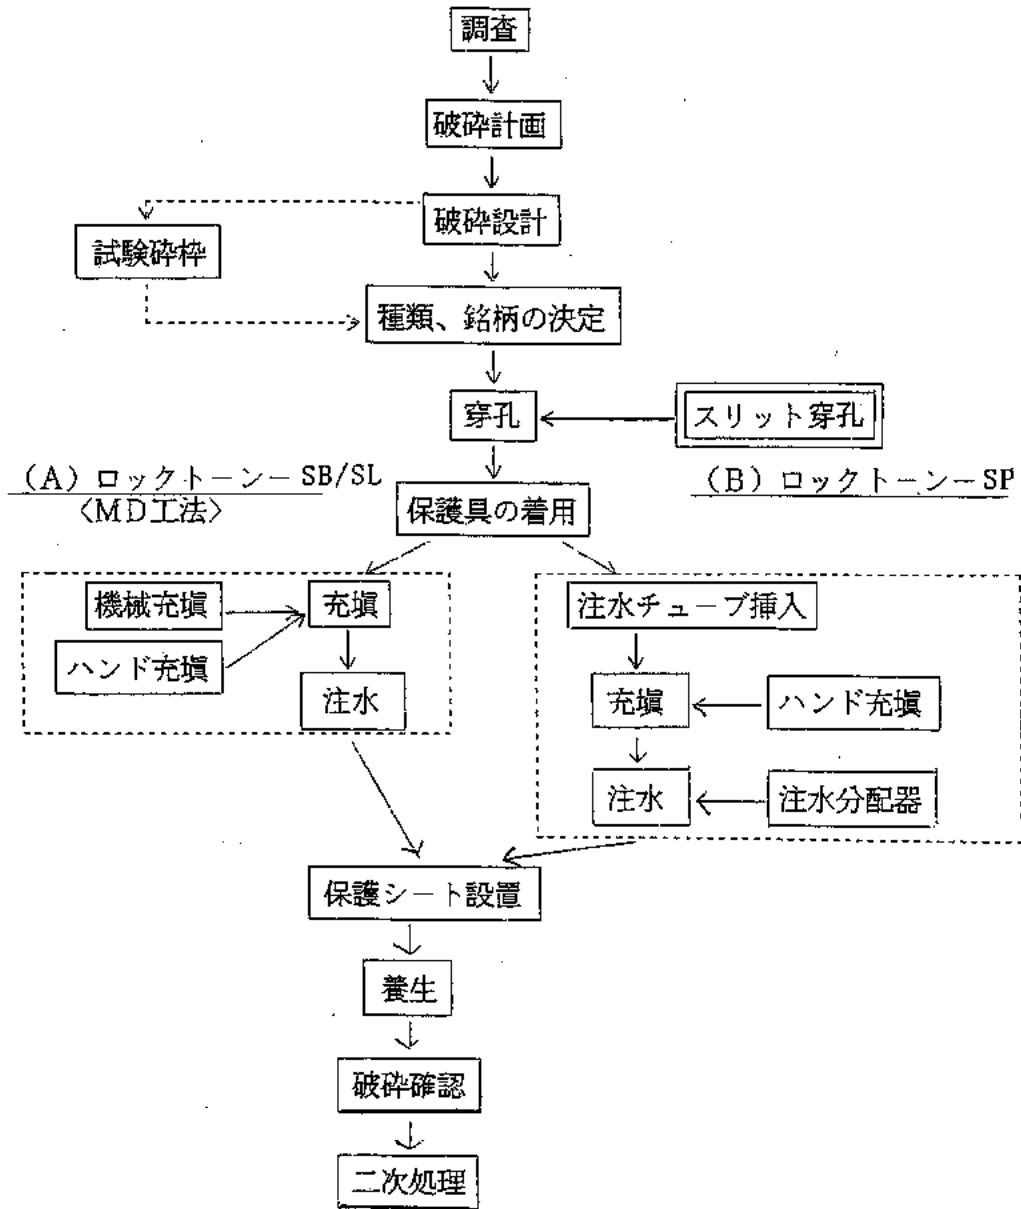 調査
破砕計画
破砕設計
試験砕枠
種類、銘柄の決定
穿孔
スリット穿孔
(A)ロックトーン－SB/SL
〈MD工法〉
(B)ロックトーン－SP
保護具の着用
機械充塡
充塡
ハンド充塡
注水
注水チューブ挿入
充塡
ハンド充塡
注水
注水分配器
保護シート設置
養生
破砕確認
二次処理